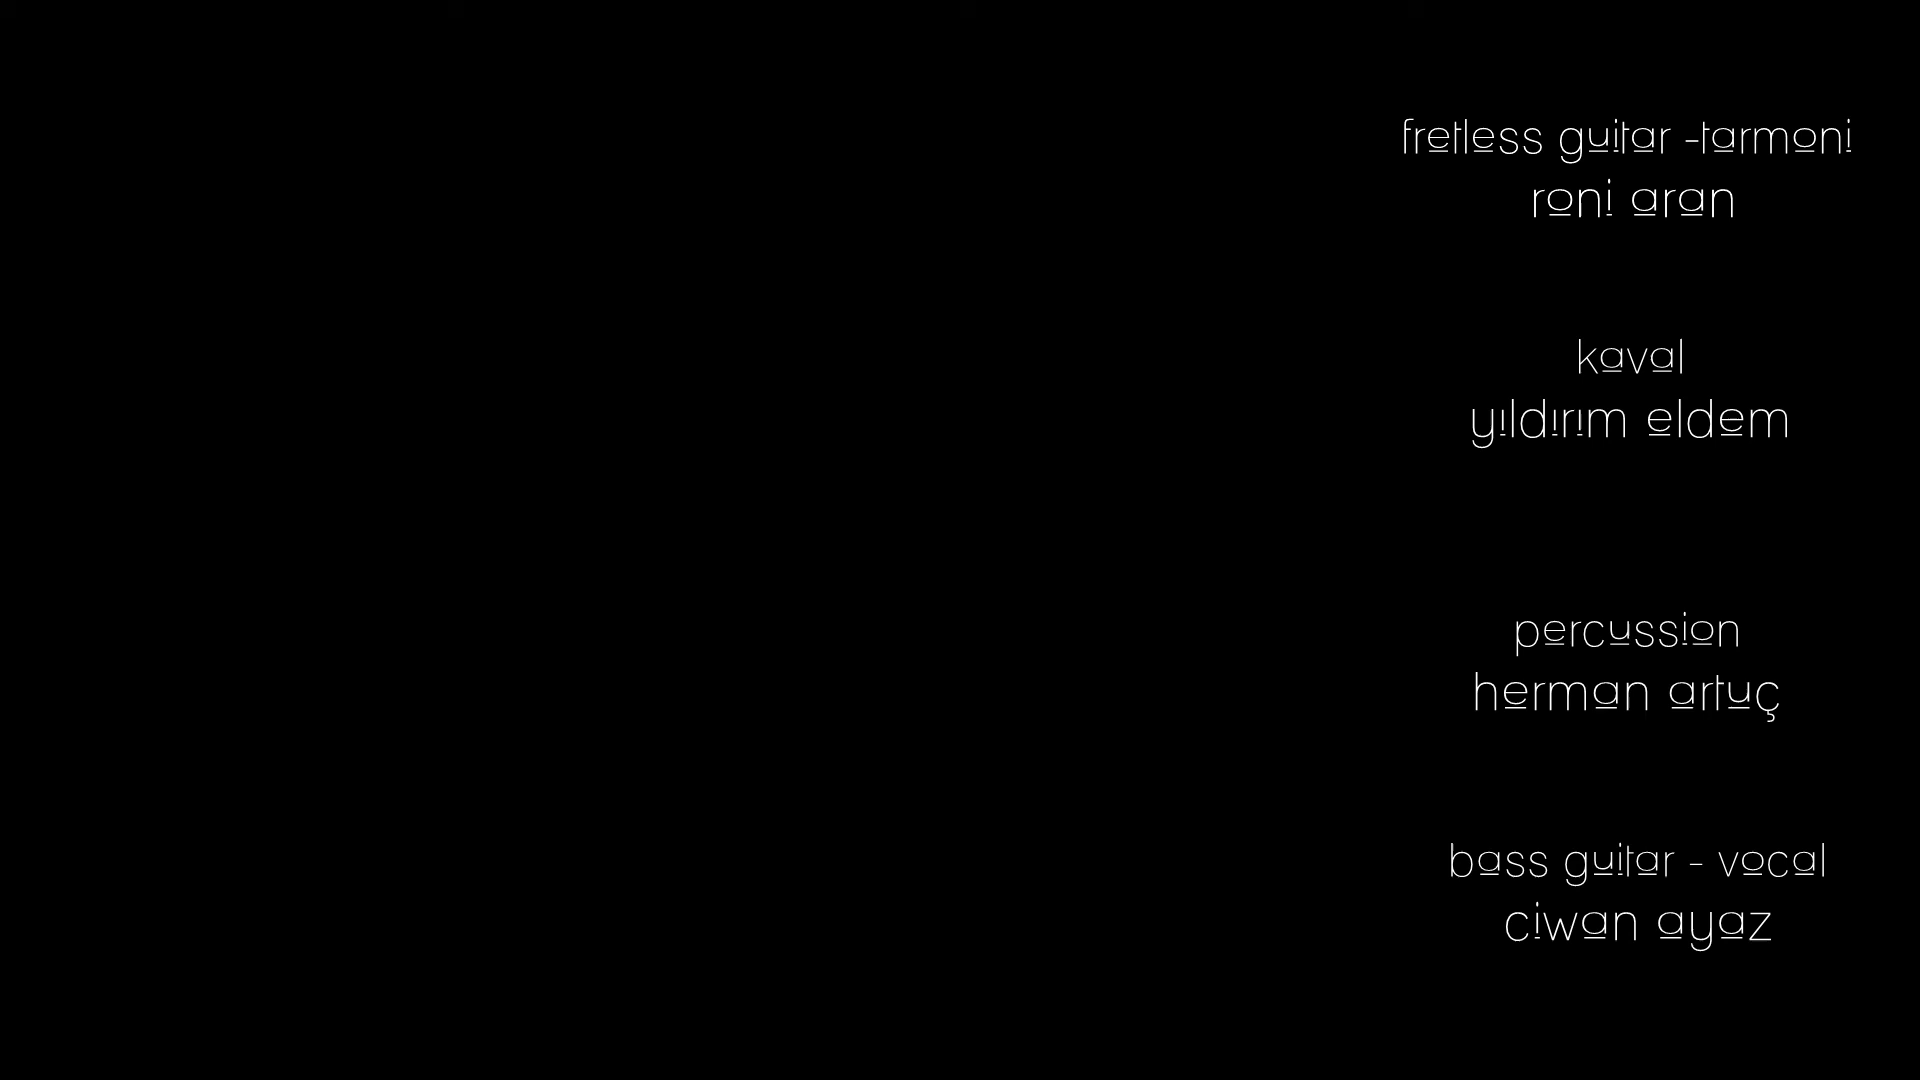 fretless guitar -tarmoni
roni aran
kaval
yıldırım eldem
percussion
herman artuç
bass guitar - vocal
ciwan ayaz